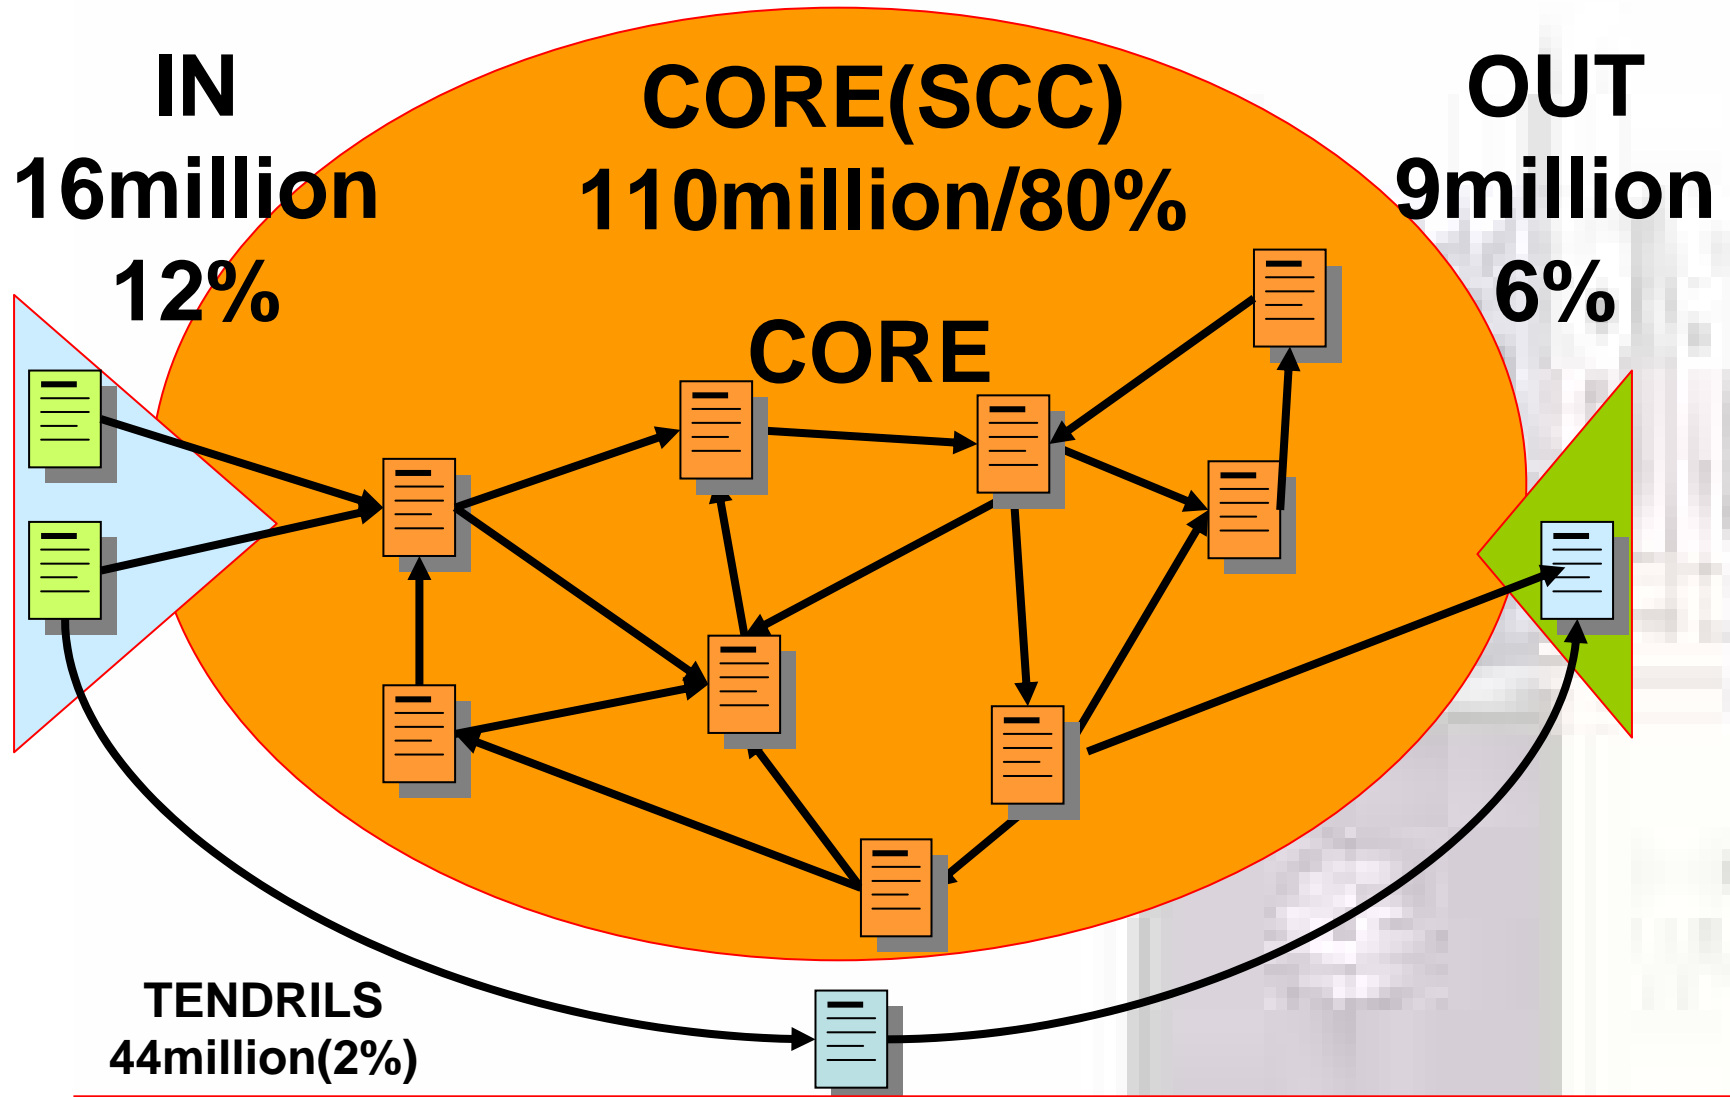 IN
16million
12%
CORE(SCC)
110million/80%
OUT
9million
6%
CORE
TENDRILS
44million(2%)